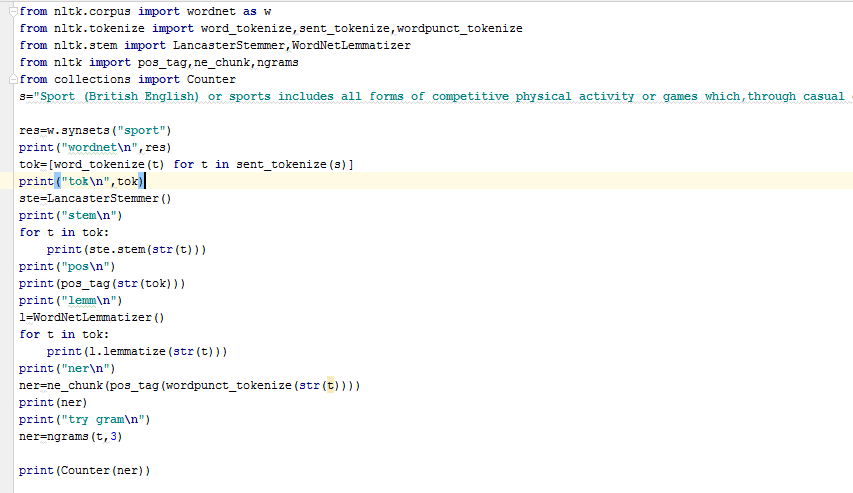 from nltk.corpus import wordnet as w
from nltk.tokenize import word_tokenize,sent_tokenize,wordpunct_tokenize
from nltk.stem import LancasterStemmer,WordNetLemmatizer
from nltk import pos_tag,ne_chunk,ngrams
from collections import Counter
s="Sport (British English) or sports includes all forms of competitive physical activity or games which,through casual
res=w.synsets("sport")
print("wordnet\n",res)
tok=[word_tokenize(t) for t in sent_tokenize(s)]
print("tok\n",tok)
ste=LancasterStemmer()
print("stem\n")
for t in tok:
    print(ste.stem(str(t)))
print("pos\n")
print(pos_tag(str(tok)))
print("lemm\n")
l=WordNetLemmatizer()
for t in tok:
    print(l.lemmatize(str(t)))
print("ner\n")
ner=ne_chunk(pos_tag(wordpunct_tokenize(str(t))))
print(ner)
print("try gram\n")
ner=ngrams(t,3)
print(Counter(ner))